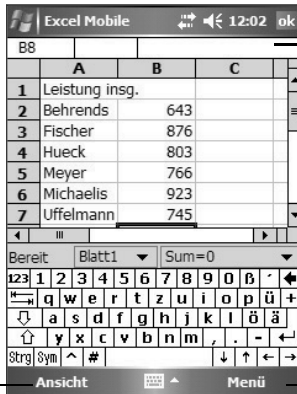 Excel Mobile 12:02 ok
B8
A B C
1 Leistung insg.
2 Behrends 643
3 Fischer 876
4 Hueck 803
5 Meyer 766
6 Michaelis 923
7 Uffelmann 745
Bereit Blatt1 Sum=0
123 1 2 3 4 5 6 7 8 9 0 ß ´
q w e r t z u i o p ü +
a s d f g h j k l ö ä
y x c v b n m , . -
Strg Sym ^ # ↓ ↑ ← →
Ansicht Menü